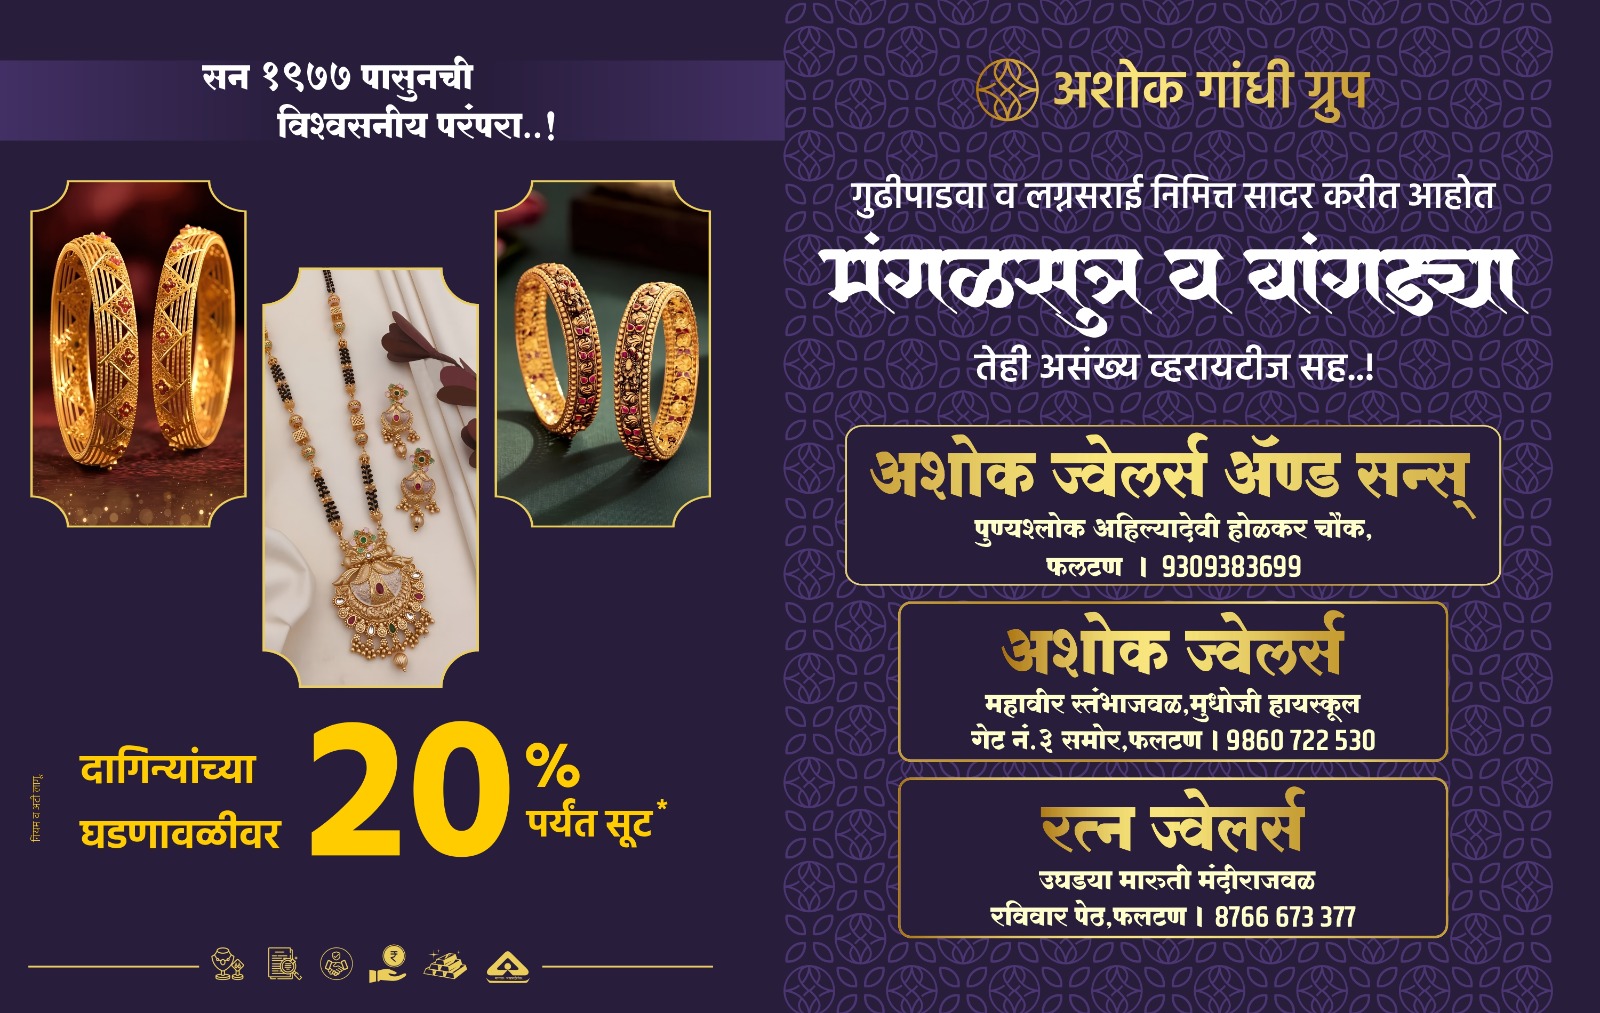 सन १९७७ पासुनची
विश्वसनीय परंपरा..!
दागिन्यांच्या
घडणावळीवर
20%
पर्यंत सूट*
नियम व अटी लागू.
अशोक गांधी ग्रुप
गुढीपाडवा व लग्नसराई निमित्त सादर करीत आहोत
मंगळसुत्र व बांगड्या
तेही असंख्य व्हरायटीज सह..!
अशोक ज्वेलर्स ॲण्ड सन्स्
पुण्यश्लोक अहिल्यादेवी होळकर चौक,
फलटण । 9309383699
अशोक ज्वेलर्स
महावीर स्तंभाजवळ,मुधोजी हायस्कूल
गेट नं.३ समोर,फलटण । 9860 722 530
रत्न ज्वेलर्स
उघडया मारुती मंदीराजवळ
रविवार पेठ,फलटण । 8766 673 377